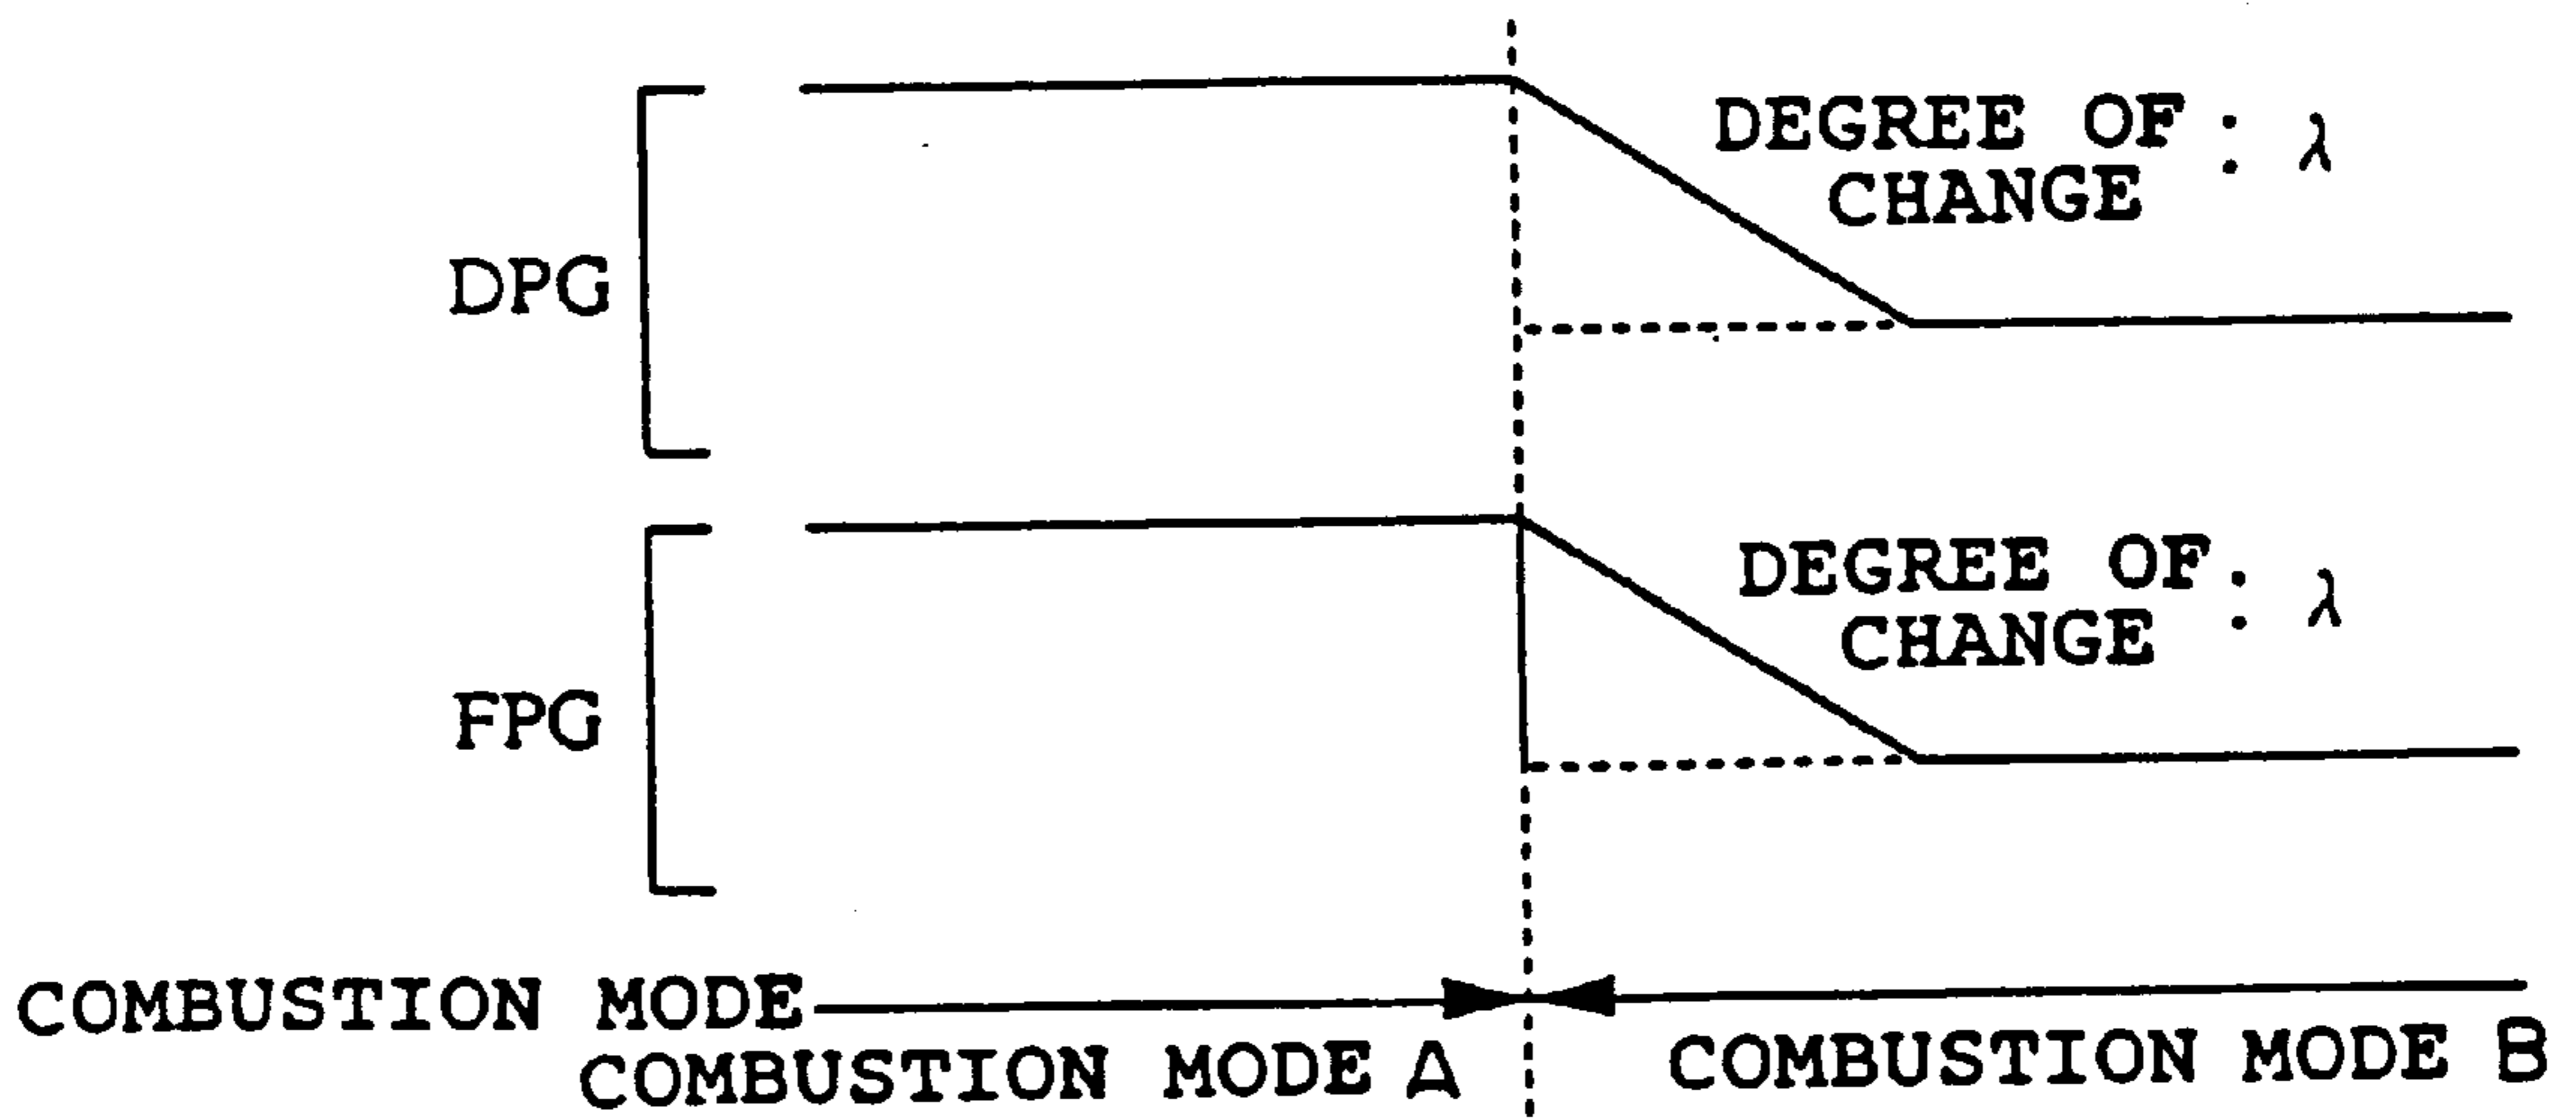 DEGREE OF : λ
CHANGE
DPG
DEGREE OF : λ
CHANGE
FPG
COMBUSTION MODE
COMBUSTION MODE A
COMBUSTION MODE B